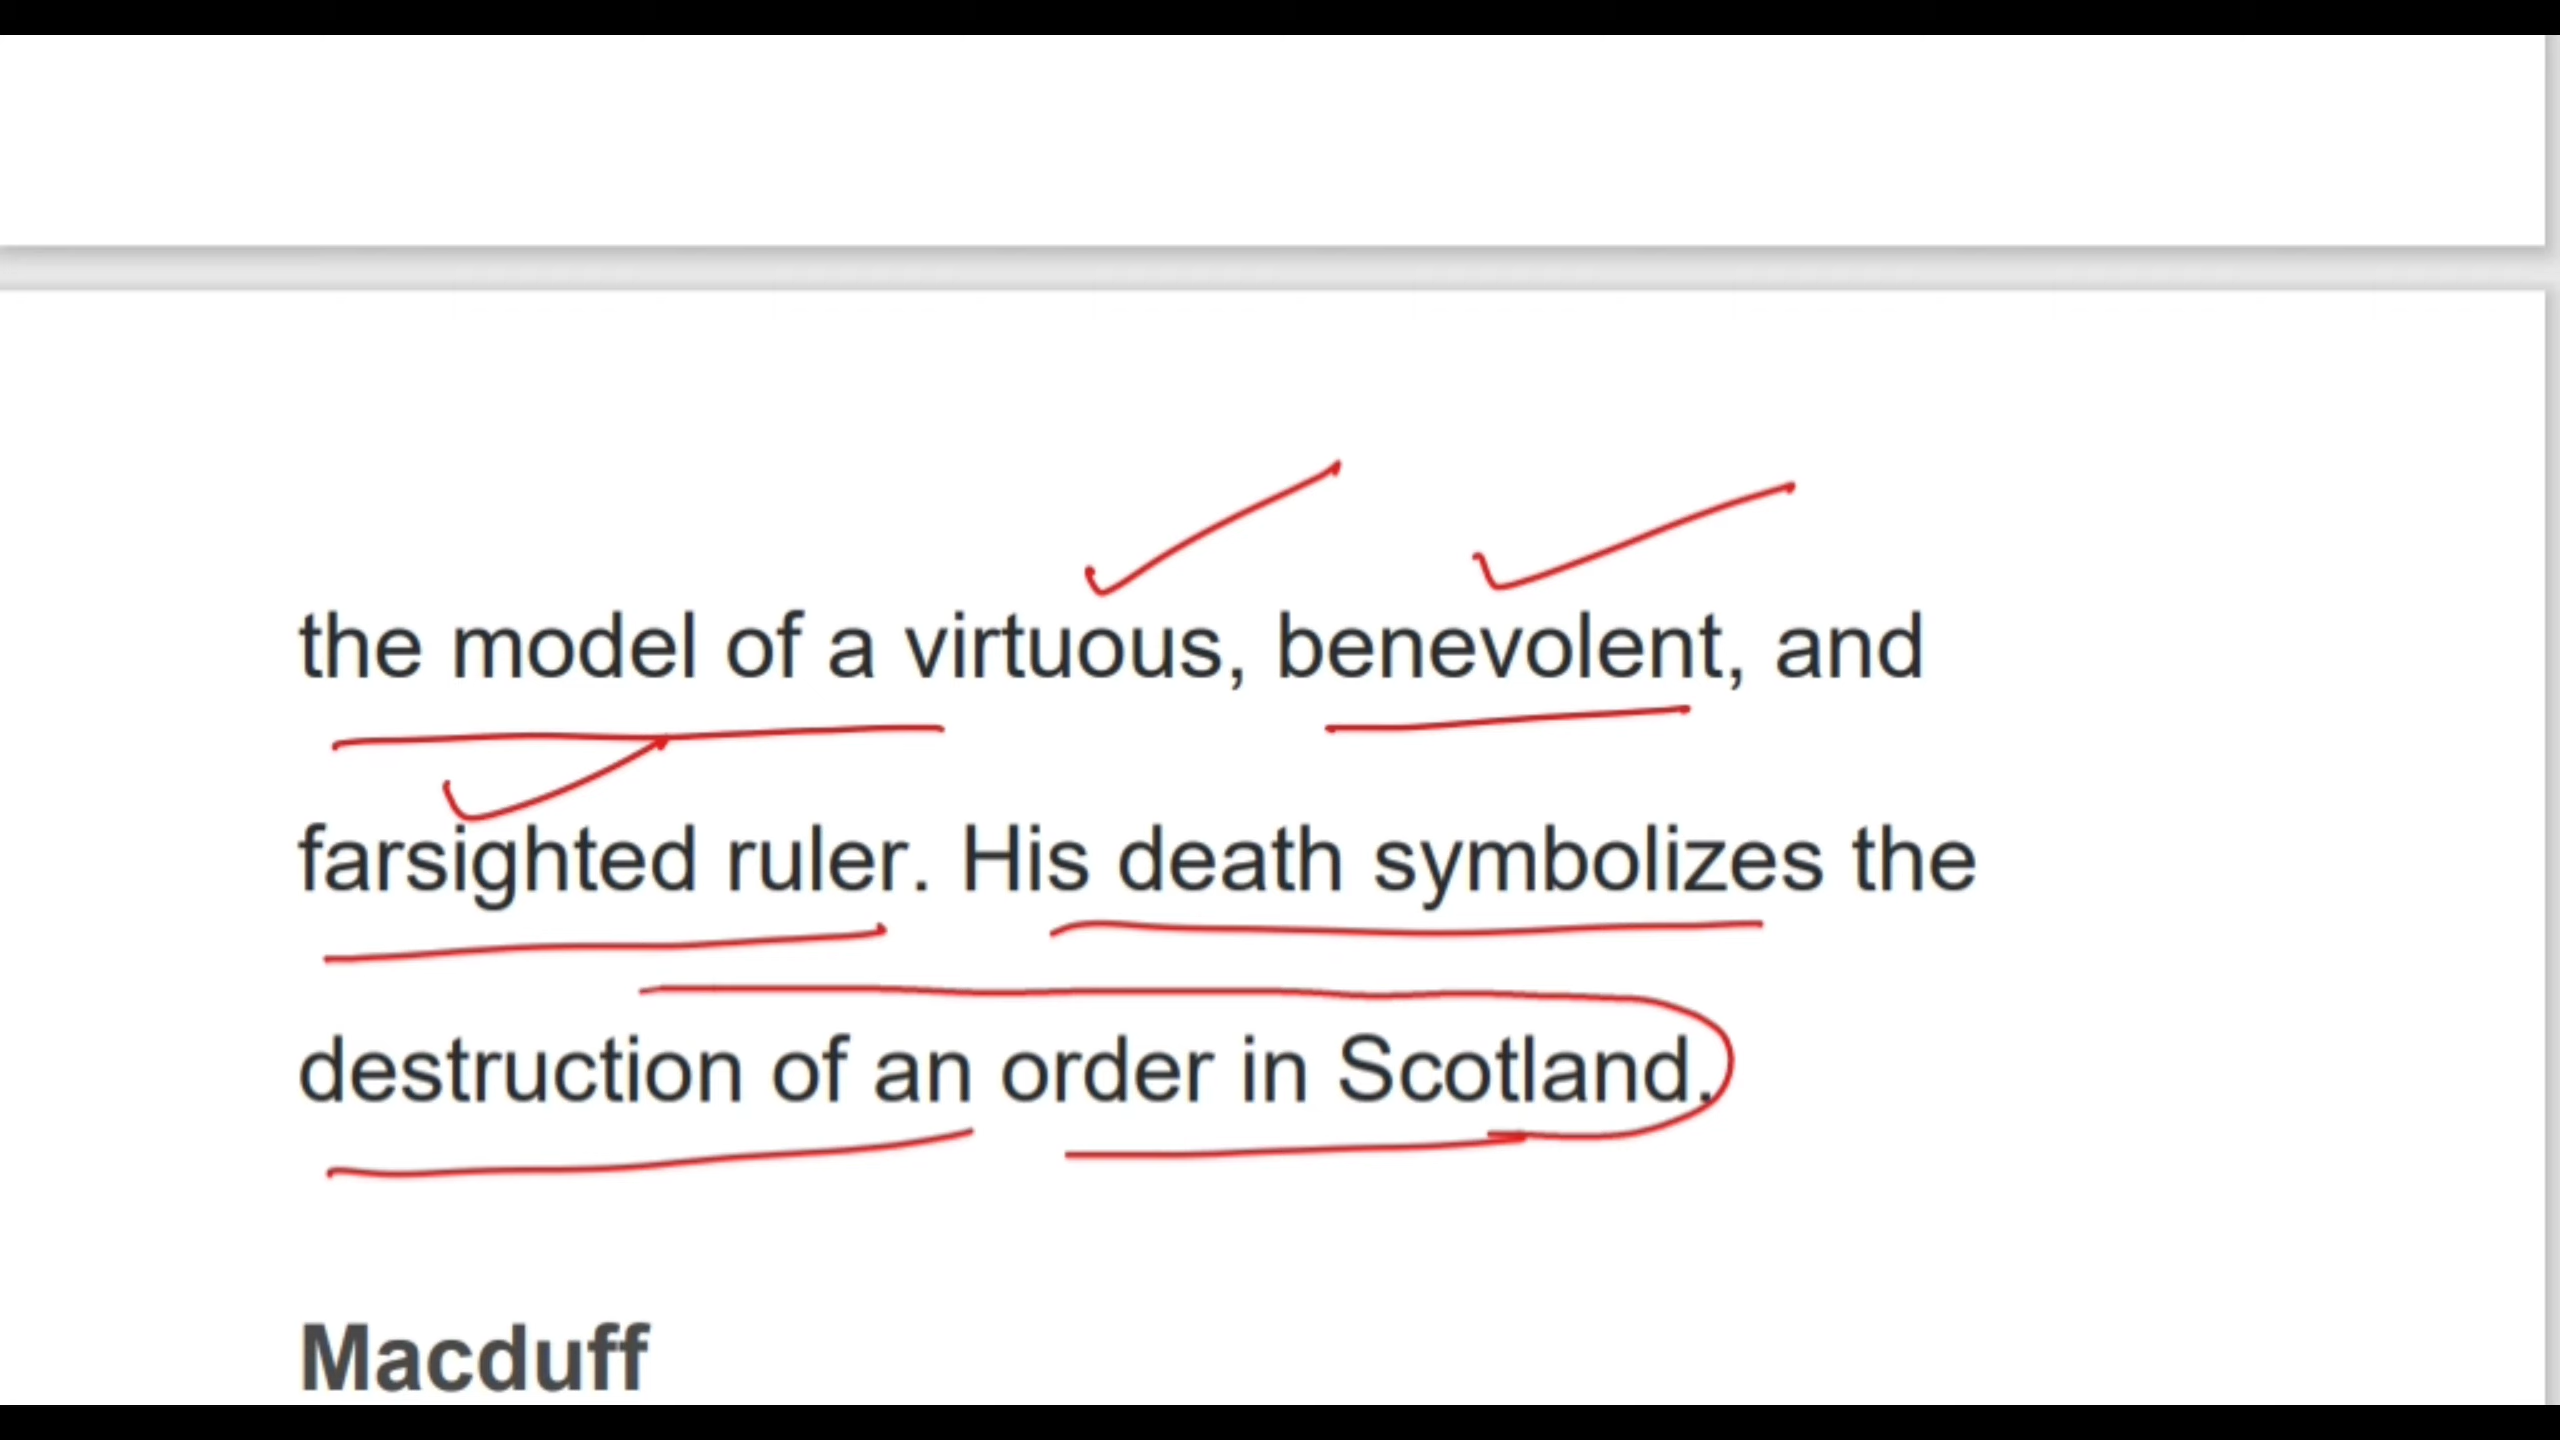 the model of a virtuous, benevolent, and
farsighted ruler. His death symbolizes the
destruction of an order in Scotland.
Macduff